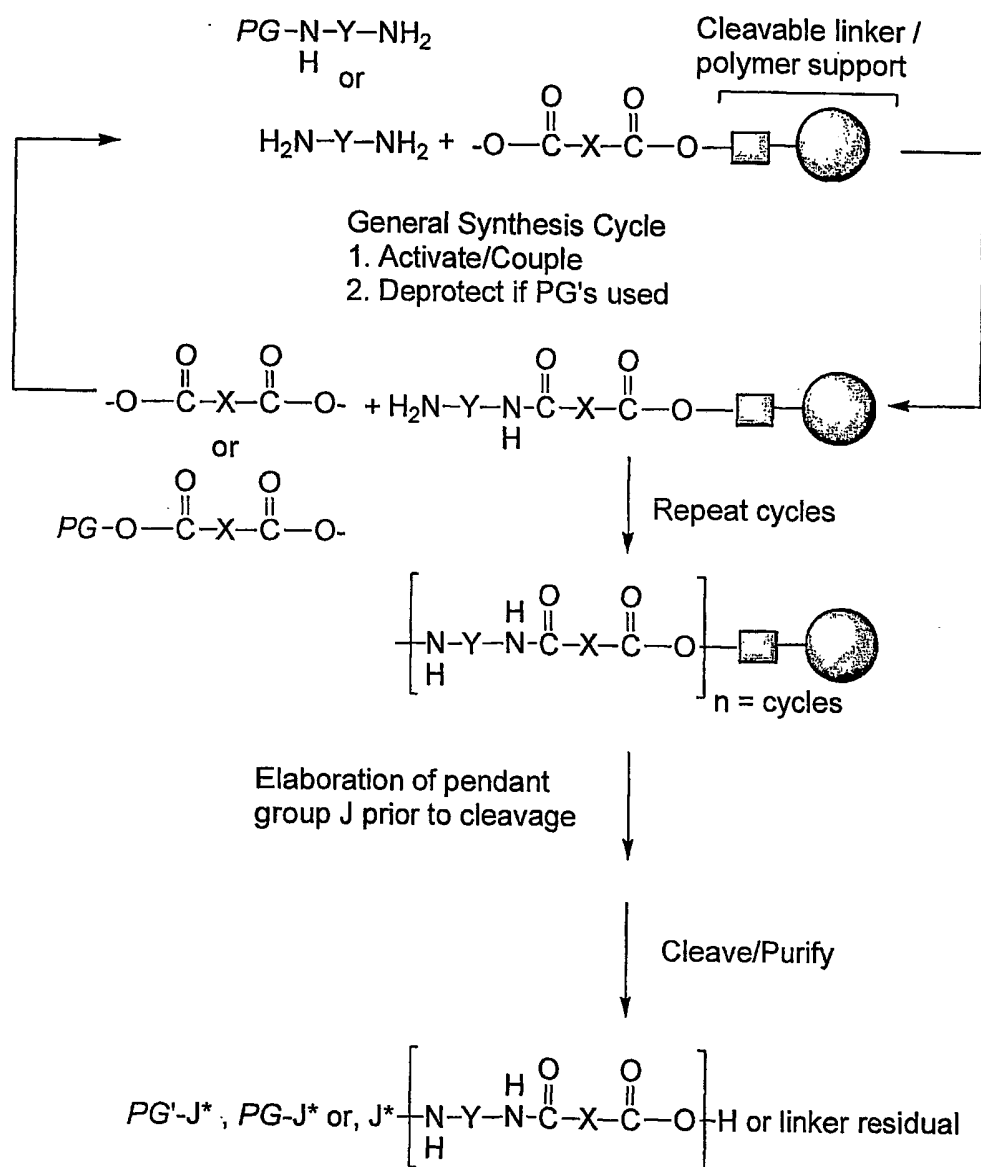 PG-N-Y-NH2
H
or
Cleavable linker /
polymer support
O O
H2N-Y-NH2 + -O-C-X-C-O
General Synthesis Cycle
1. Activate/Couple
2. Deprotect if PG's used
O O O O
-O-C-X-C-O- + H2N-Y-N-C-X-C-O
H
or
O O
PG-O-C-X-C-O-
Repeat cycles
H O O
N-Y-N-C-X-C-O
H
n = cycles
Elaboration of pendant
group J prior to cleavage
Cleave/Purify
H O O
PG'-J*, PG-J* or, J*-N-Y-N-C-X-C-O-H or linker residual
H